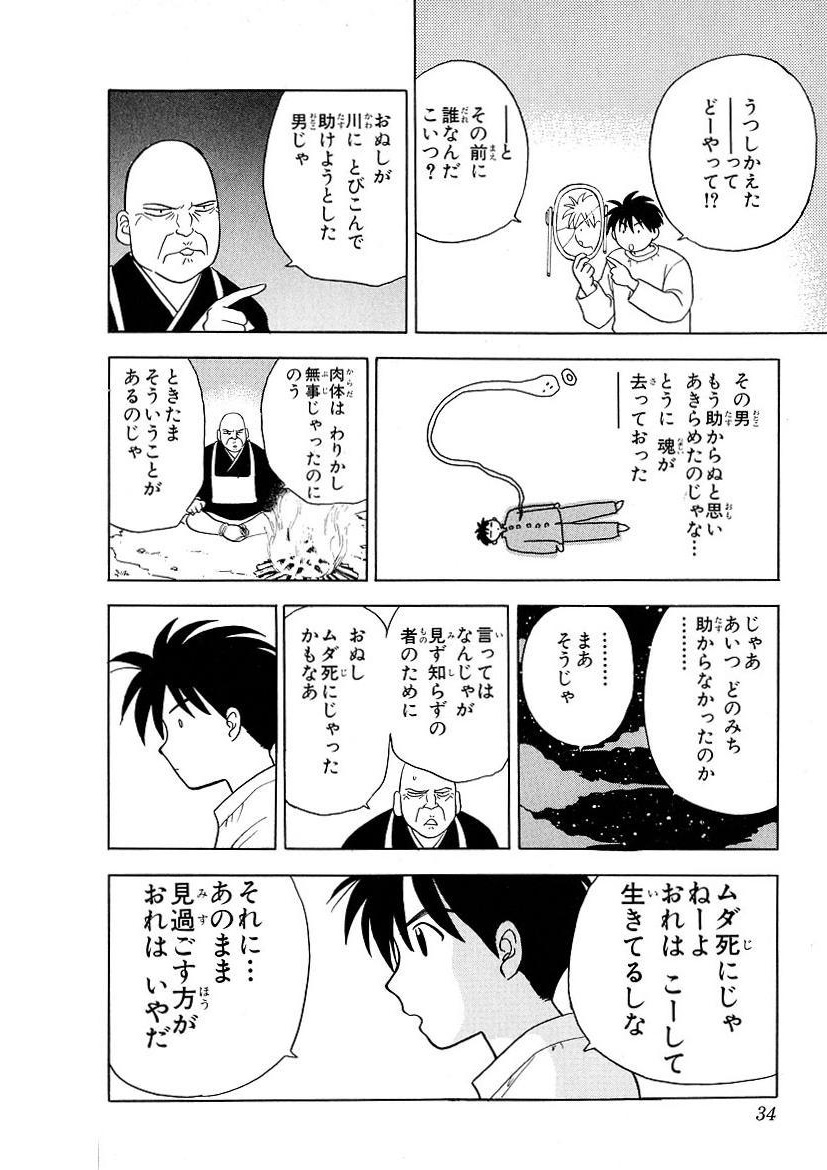 うつしかえた
――って
どーやって!?
――と
その前に
誰なんだ
こいつ?
おぬしが
川に とびこんで
助けようとした
男じゃ
その男
もう助からぬと思い
あきらめたのじゃな…
とうに 魂が
去っておった
――
肉体は わりかし
無事じゃったのに
のう
ときたま
そういうことが
あるのじゃ
じゃあ
あいつ どのみち
助からなかったのか
………
………
まあ
そうじゃ
言っては
なんじゃが
見ず知らずの
者のために
おぬし
ムダ死にじゃった
かもなあ
ムダ死にじゃ
ねーよ
おれは こーして
生きてるしな
それに…
あのまま
見過ごす方が
おれは いやだ
34